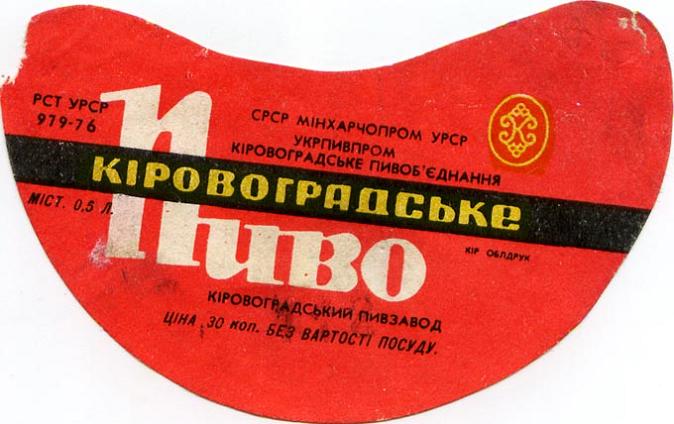 РСТ УРСР
979-76
СРСР МІНХАРЧОПРОМ УРСР
УКРПИВПРОМ
КІРОВОГРАДСЬКЕ ПИВОБ'ЄДНАННЯ
КІРОВОГРАДСЬКЕ
МІСТ. 0,5 Л.
Пиво
КІР ОБЛДРУК
КІРОВОГРАДСЬКИЙ ПИВЗАВОД
ЦІНА 30 коп. БЕЗ ВАРТОСТІ ПОСУДУ.